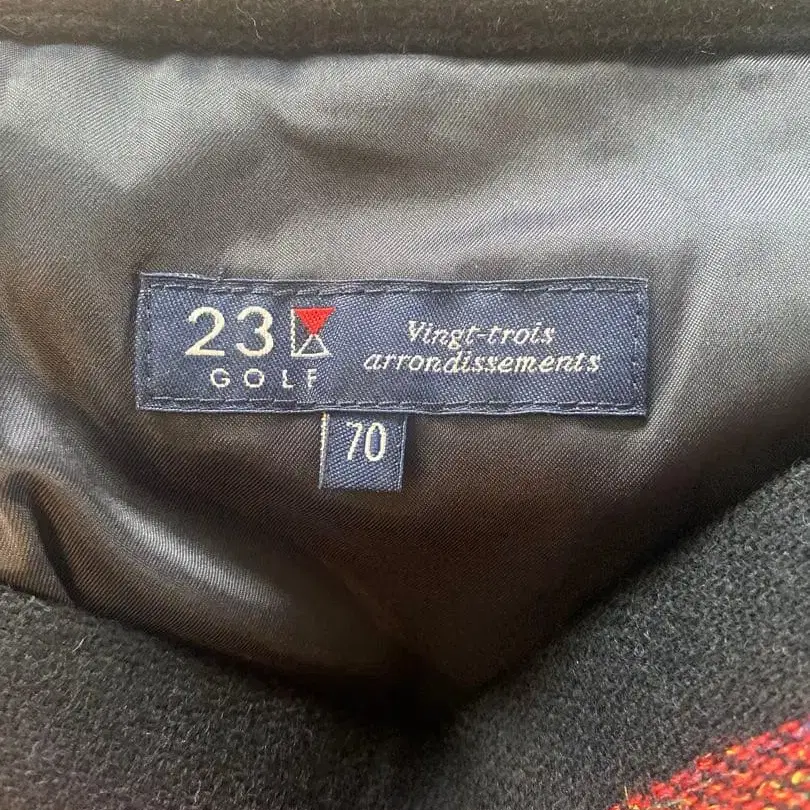 23
GOLF
Vingt-trois
arrondissements
70